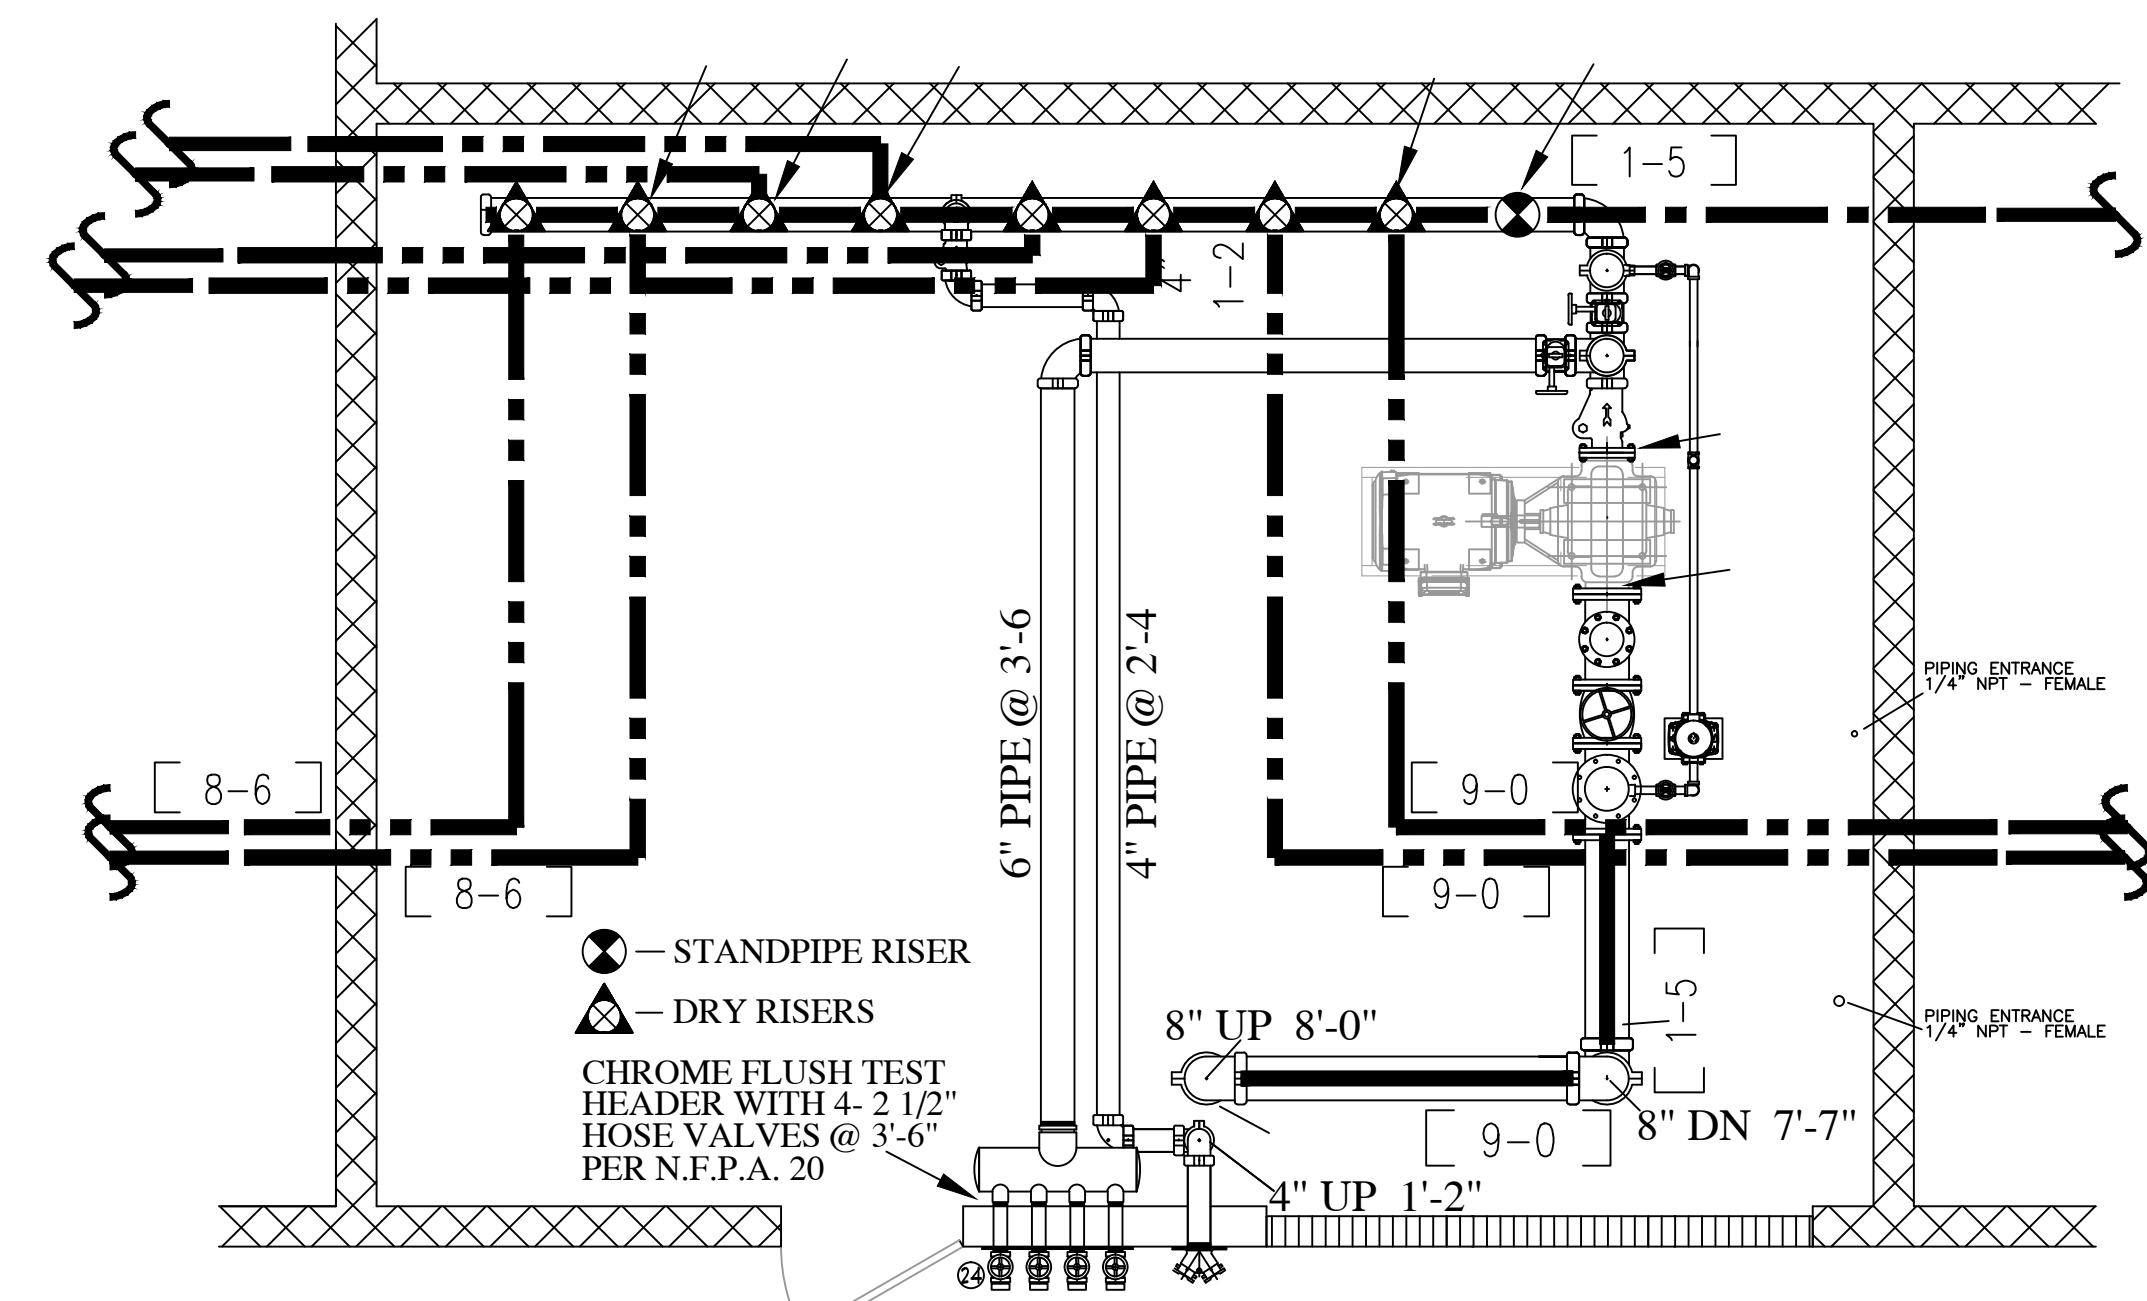 1-5
4"
1-2
6" PIPE @ 3'-6
4" PIPE @ 2'-4
PIPING ENTRANCE
1/4" NPT - FEMALE
8-6
9-0
8-6
9-0
— STANDPIPE RISER
— DRY RISERS
1-5
8" UP 8'-0"
PIPING ENTRANCE
1/4" NPT - FEMALE
CHROME FLUSH TEST
HEADER WITH 4- 2 1/2"
HOSE VALVES @ 3'-6"
PER N.F.P.A. 20
9-0
8" DN 7'-7"
4" UP 1'-2"
24